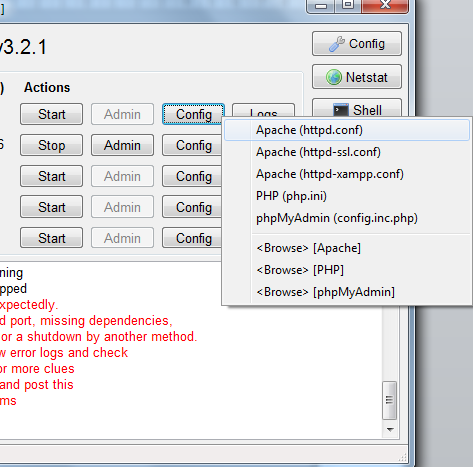 ]
v3.2.1
Config
Netstat
Shell
) Actions
Start Admin Config Logs
6 Stop Admin Config
Start Admin Config
Start Admin Config
Start Admin Config
Apache (httpd.conf)
Apache (httpd-ssl.conf)
Apache (httpd-xampp.conf)
PHP (php.ini)
phpMyAdmin (config.inc.php)
<Browse> [Apache]
<Browse> [PHP]
<Browse> [phpMyAdmin]
ning
pped
xpectedly.
d port, missing dependencies,
or a shutdown by another method.
w error logs and check
or more clues
and post this
ms